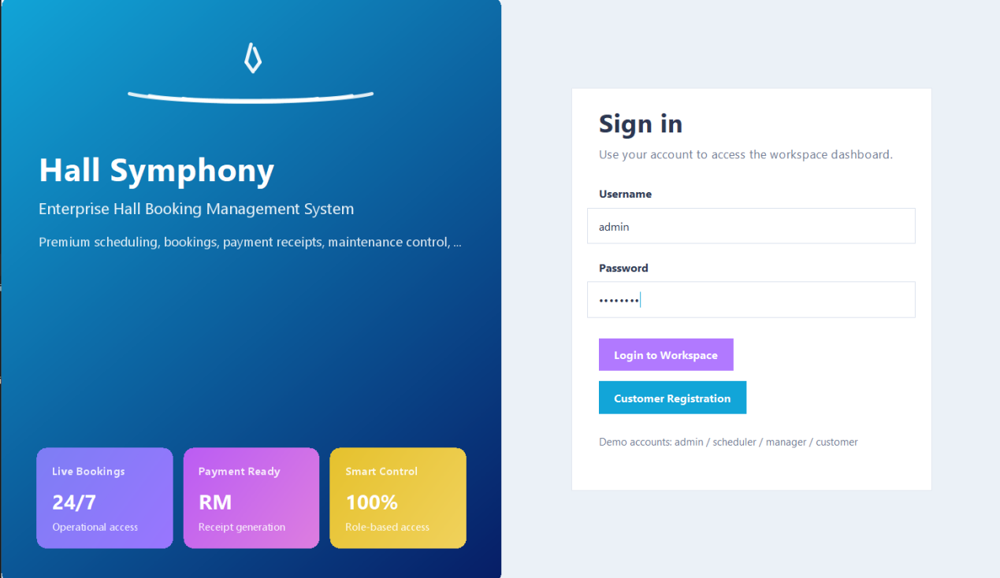 Hall Symphony
Enterprise Hall Booking Management System
Premium scheduling, bookings, payment receipts, maintenance control, ...
Live Bookings
24/7
Operational access
Payment Ready
RM
Receipt generation
Smart Control
100%
Role-based access
Sign in
Use your account to access the workspace dashboard.
Username
admin
Password
••••••••
Login to Workspace
Customer Registration
Demo accounts: admin / scheduler / manager / customer